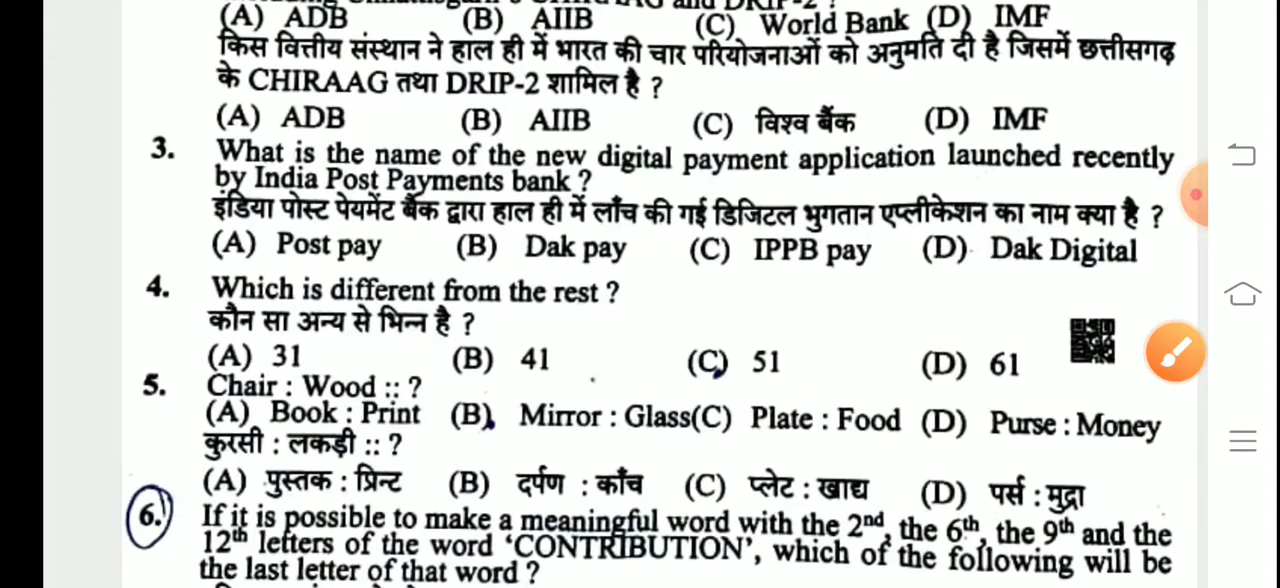 CHIRAAG and DRIP-2 ?
(A) ADB (B) AIIB (C) World Bank (D) IMF
किस वित्तीय संस्थान ने हाल ही में भारत की चार परियोजनाओं को अनुमति दी है जिसमें छत्तीसगढ़
के CHIRAAG तथा DRIP-2 शामिल है ?
(A) ADB (B) AIIB (C) विश्व बैंक (D) IMF
3. What is the name of the new digital payment application launched recently
by India Post Payments bank ?
इंडिया पोस्ट पेयमेंट बैंक द्वारा हाल ही में लाँच की गई डिजिटल भुगतान एप्लीकेशन का नाम क्या है ?
(A) Post pay (B) Dak pay (C) IPPB pay (D) Dak Digital
4. Which is different from the rest ?
कौन सा अन्य से भिन्न है ?
(A) 31 (B) 41 (C) 51 (D) 61
5. Chair : Wood :: ?
(A) Book : Print (B) Mirror : Glass(C) Plate : Food (D) Purse : Money
कुरसी : लकड़ी :: ?
(A) पुस्तक : प्रिन्ट (B) दर्पण : काँच (C) प्लेट : खाद्य (D) पर्स : मुद्रा
6. If it is possible to make a meaningful word with the 2nd, the 6th, the 9th and the
12th letters of the word ‘CONTRIBUTION’, which of the following will be
the last letter of that word ?